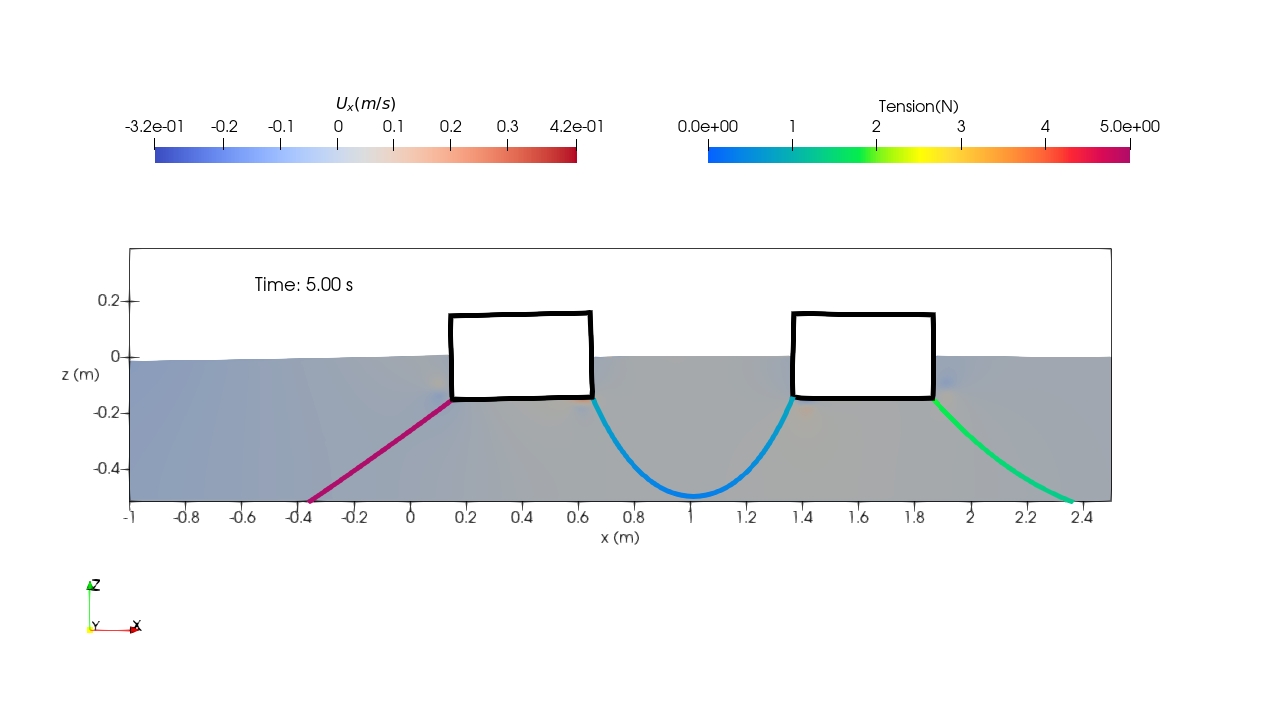 U_x(m/s)
-3.2e-01 -0.2 -0.1 0 0.1 0.2 0.3 4.2e-01
Tension(N)
0.0e+00 1 2 3 4 5.0e+00
Time: 5.00 s
0.2
0
z (m)
-0.2
-0.4
-1 -0.8 -0.6 -0.4 -0.2 0 0.2 0.4 0.6 0.8 1 1.2 1.4 1.6 1.8 2 2.2 2.4
x (m)
Z
Y X